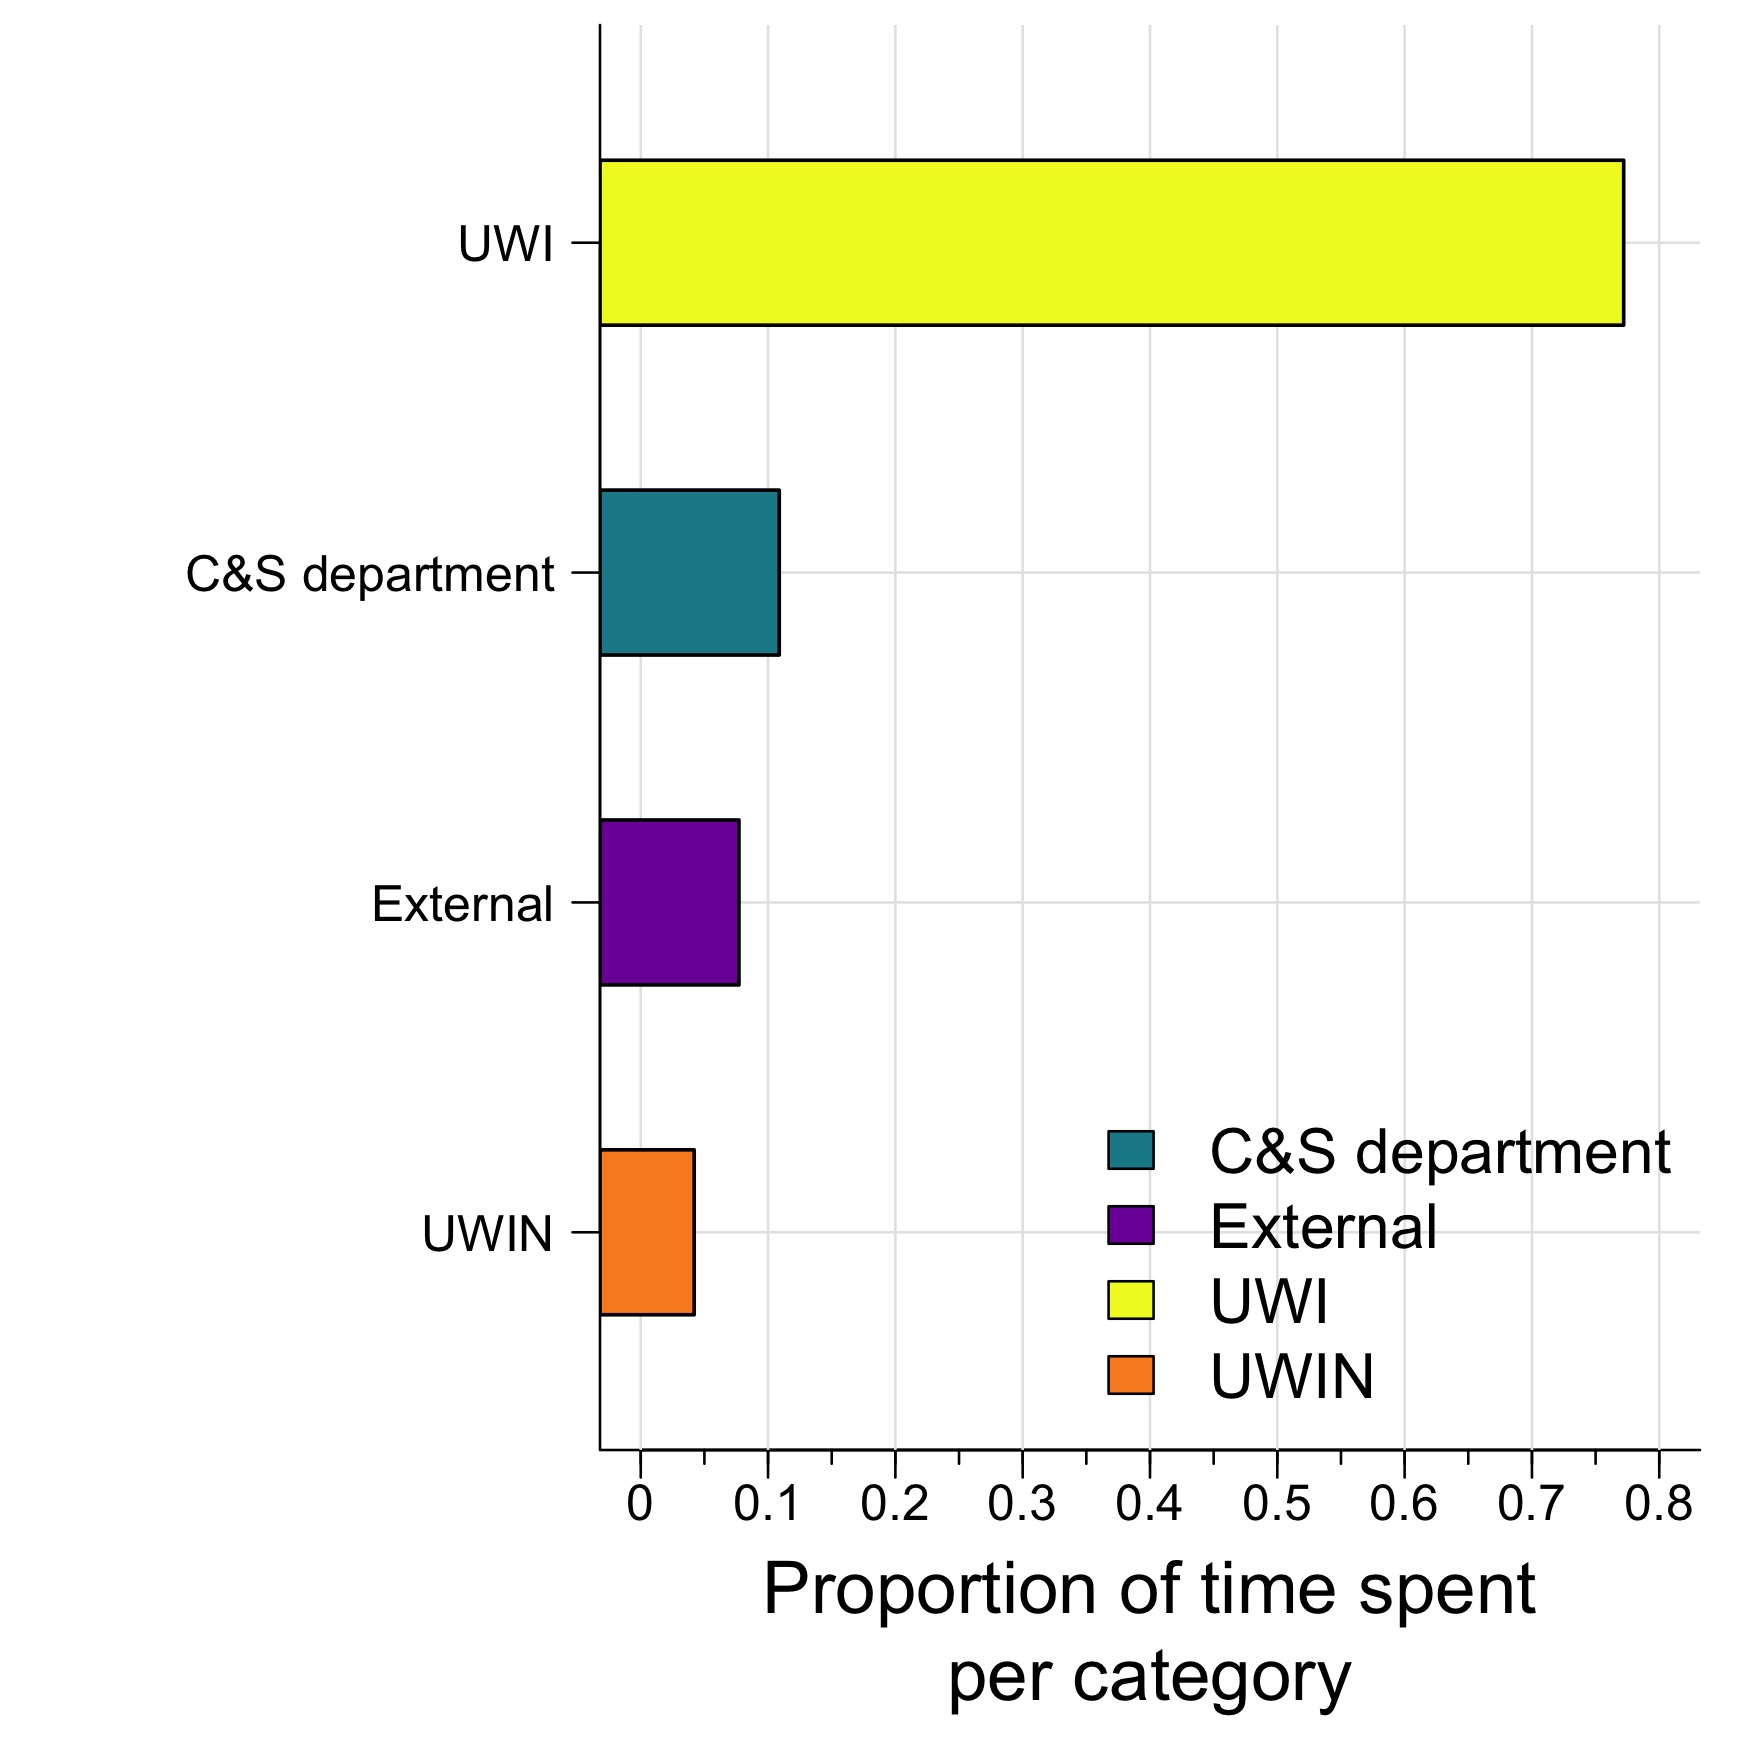 UWI
C&S department
External
UWIN
C&S department
External
UWI
UWIN
0 0.1 0.2 0.3 0.4 0.5 0.6 0.7 0.8
Proportion of time spent
per category